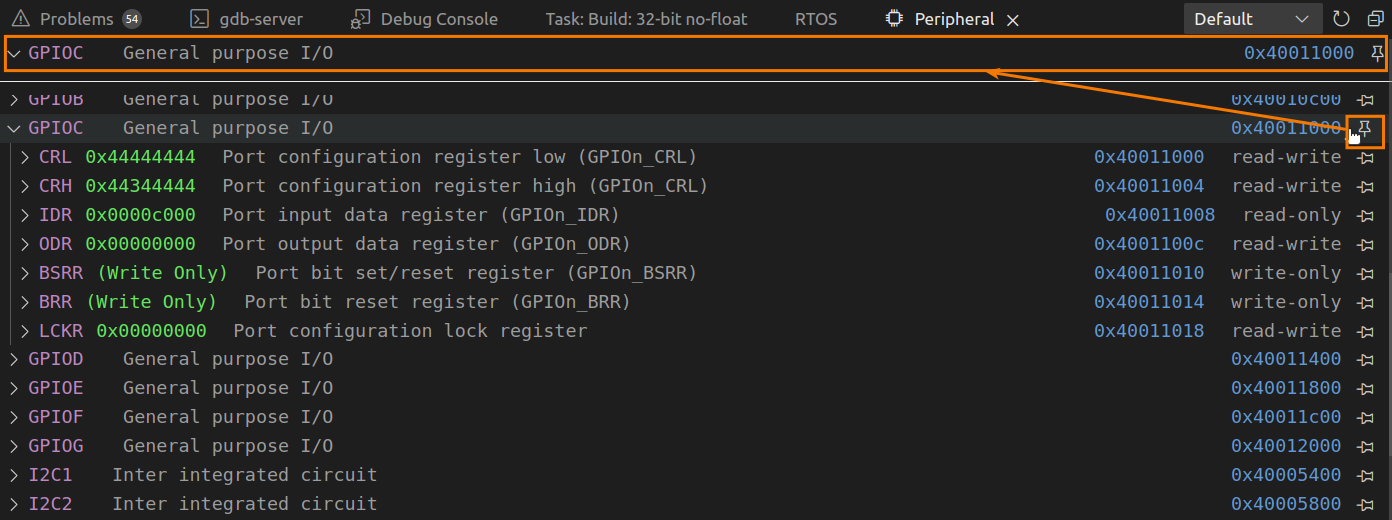 Problems 54 gdb-server Debug Console Task: Build: 32-bit no-float RTOS Peripheral Default
GPIOC General purpose I/O 0x40011000
GPIOB General purpose I/O 0x40010c00
GPIOC General purpose I/O 0x40011000
CRL 0x44444444 Port configuration register low (GPIOn_CRL) 0x40011000 read-write
CRH 0x44344444 Port configuration register high (GPIOn_CRL) 0x40011004 read-write
IDR 0x0000c000 Port input data register (GPIOn_IDR) 0x40011008 read-only
ODR 0x00000000 Port output data register (GPIOn_ODR) 0x4001100c read-write
BSRR (Write Only) Port bit set/reset register (GPIOn_BSRR) 0x40011010 write-only
BRR (Write Only) Port bit reset register (GPIOn_BRR) 0x40011014 write-only
LCKR 0x00000000 Port configuration lock register 0x40011018 read-write
GPIOD General purpose I/O 0x40011400
GPIOE General purpose I/O 0x40011800
GPIOF General purpose I/O 0x40011c00
GPIOG General purpose I/O 0x40012000
I2C1 Inter integrated circuit 0x40005400
I2C2 Inter integrated circuit 0x40005800